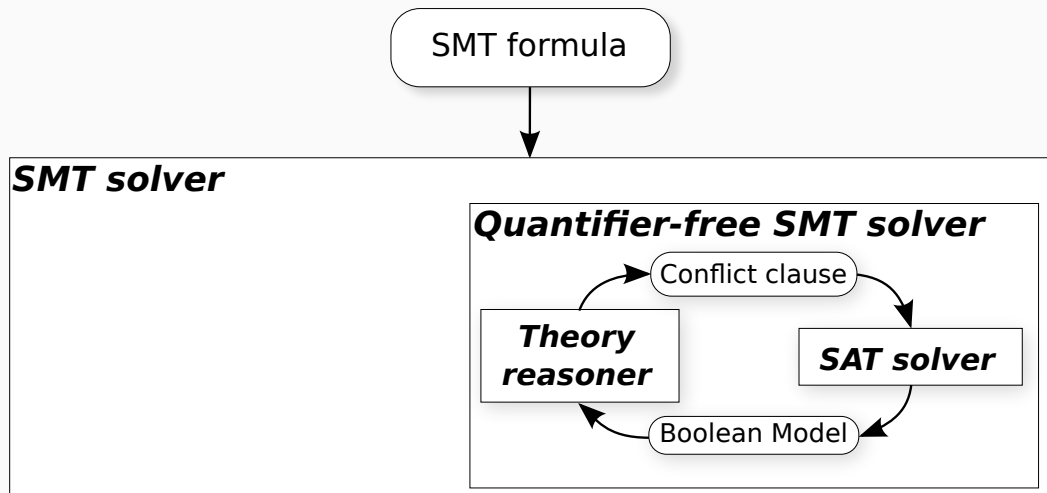 SMT formula
SMT solver
Quantifier-free SMT solver
Conflict clause
Theory
reasoner
SAT solver
Boolean Model